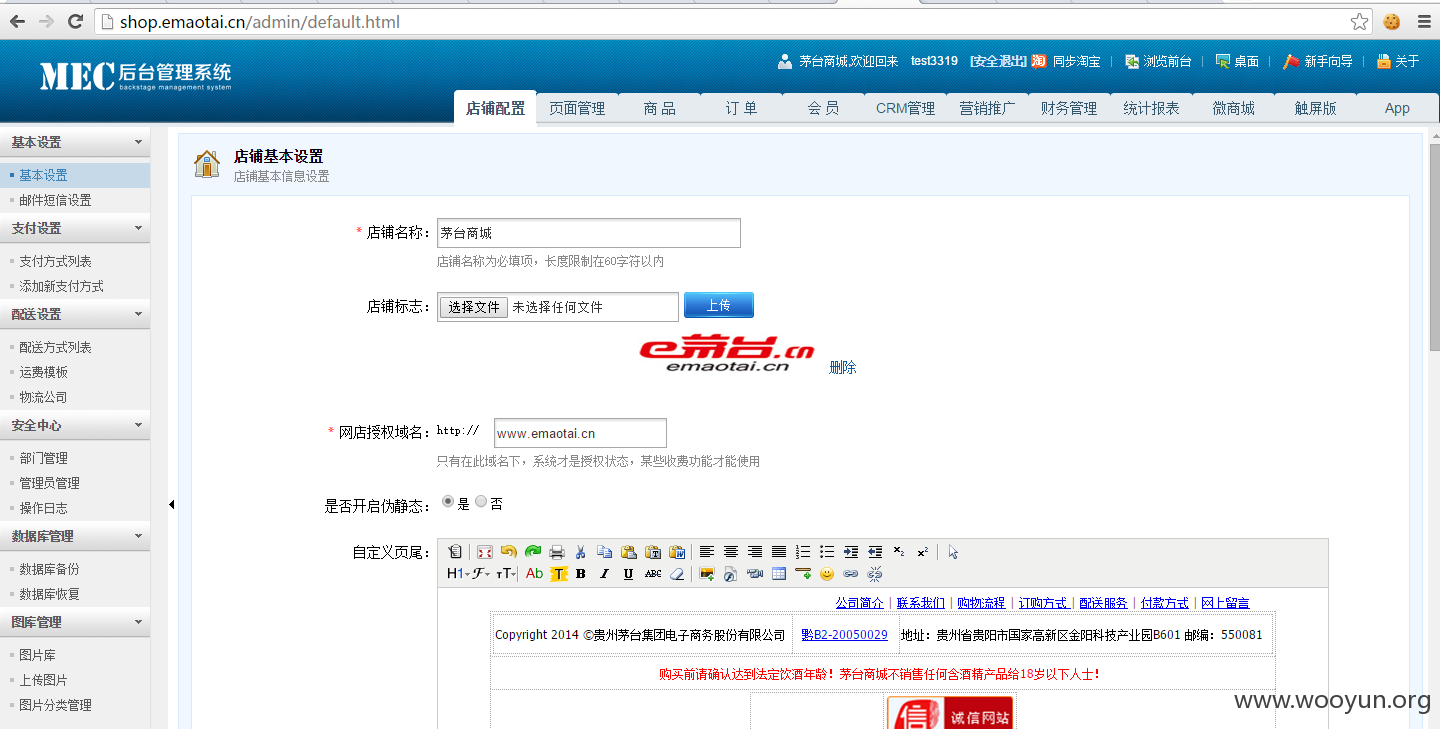 shop.emaotai.cn/admin/default.html
MEC 后台管理系统
backstage management system
茅台商城,欢迎回来 test3319 [安全退出] 淘 同步淘宝 | 浏览前台 | 桌面 | 新手向导 | 关于
店铺配置 页面管理 商 品 订 单 会 员 CRM管理 营销推广 财务管理 统计报表 微商城 触屏版 App
基本设置
基本设置
邮件短信设置
支付设置
支付方式列表
添加新支付方式
配送设置
配送方式列表
运费模板
物流公司
安全中心
部门管理
管理员管理
操作日志
数据库管理
数据库备份
数据库恢复
图库管理
图片库
上传图片
图片分类管理
店铺基本设置
店铺基本信息设置
* 店铺名称： 茅台商城
店铺名称为必填项，长度限制在60字符以内
店铺标志： 选择文件 未选择任何文件 上传
e茅台.cn
emaotai.cn
删除
* 网店授权域名： http:// www.emaotai.cn
只有在此域名下，系统才是授权状态，某些收费功能才能使用
是否开启伪静态： 是 否
自定义页尾：
H1 F TT Ab T B I U ABC
公司简介 | 联系我们 | 购物流程 | 订购方式 | 配送服务 | 付款方式 | 网上留言
Copyright 2014 ©贵州茅台集团电子商务股份有限公司 黔B2-20050029 地址：贵州省贵阳市国家高新区金阳科技产业园B601 邮编：550081
购买前请确认达到法定饮酒年龄！茅台商城不销售任何含酒精产品给18岁以下人士！
信 诚信网站
www.wooyun.org